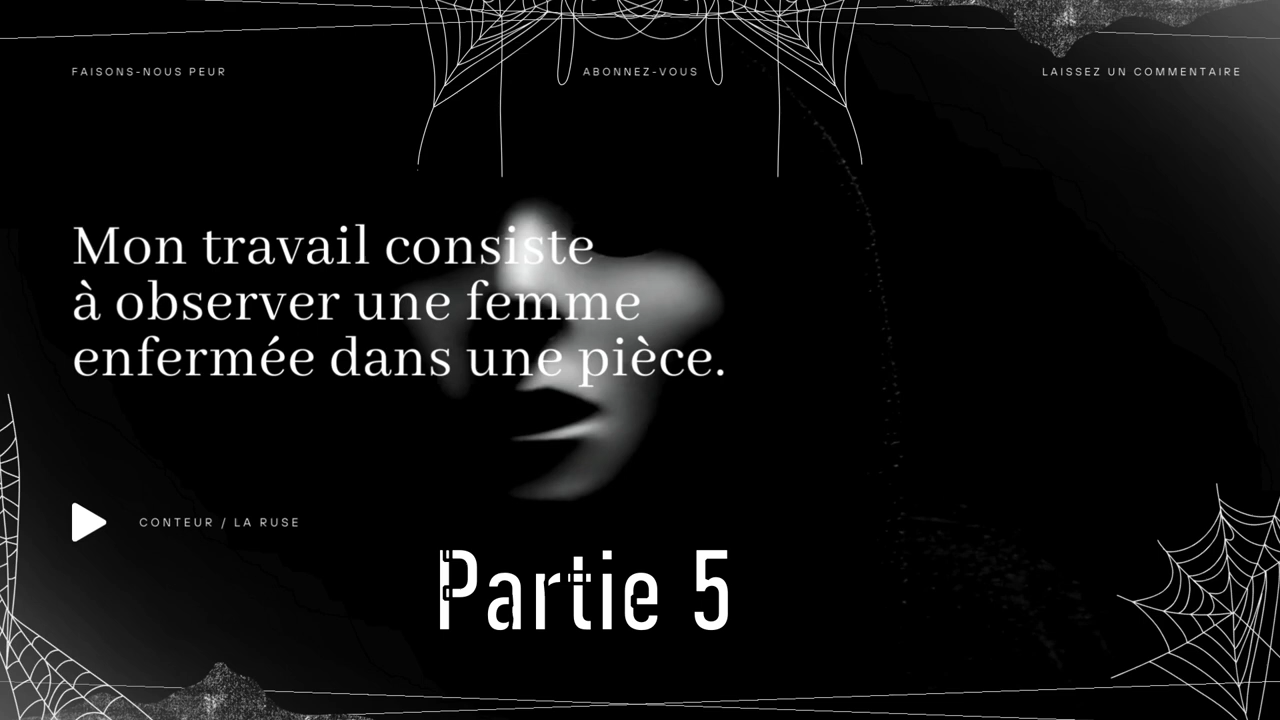 FAISONS-NOUS PEUR
ABONNEZ-VOUS
LAISSEZ UN COMMENTAIRE
Mon travail consiste
à observer une femme
enfermée dans une pièce.
CONTEUR / LA RUSE
Partie 5